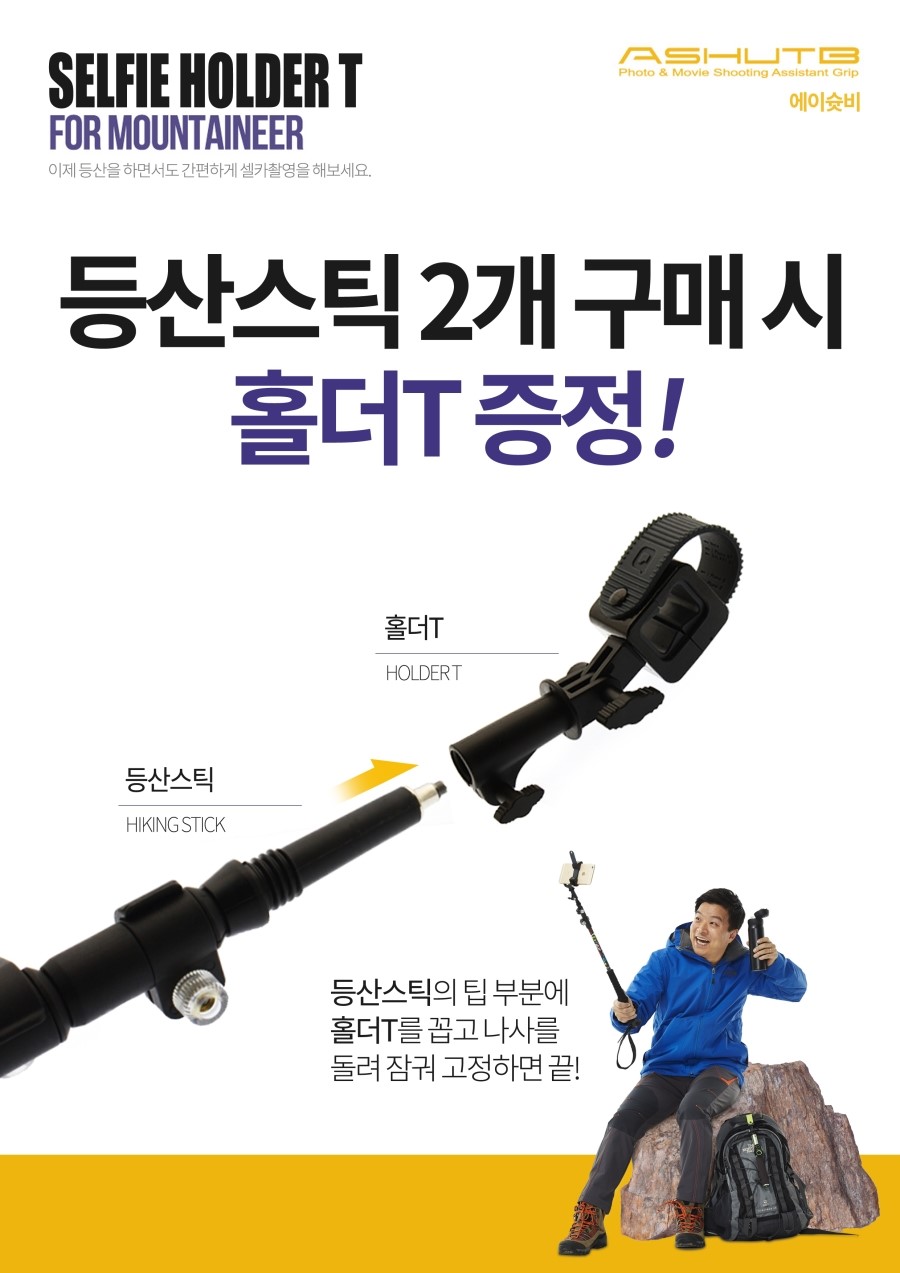 SELFIE HOLDER T
FOR MOUNTAINEER
이제 등산을 하면서도 간편하게 셀카촬영을 해보세요.
ASHUTB
Photo & Movie Shooting Assistant Grip
에이슛비
등산스틱 2개 구매 시
홀더T 증정!
홀더T
HOLDER T
등산스틱
HIKING STICK
등산스틱의 팁 부분에
홀더T를 꼽고 나사를
돌려 잠궈 고정하면 끝!